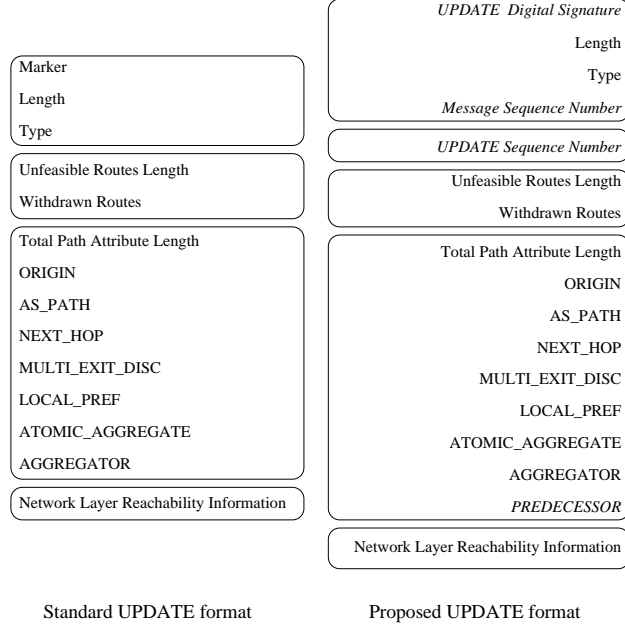 Marker
Length
Type
Unfeasible Routes Length
Withdrawn Routes
Total Path Attribute Length
ORIGIN
AS_PATH
NEXT_HOP
MULTI_EXIT_DISC
LOCAL_PREF
ATOMIC_AGGREGATE
AGGREGATOR
Network Layer Reachability Information
Standard UPDATE format
UPDATE Digital Signature
Length
Type
Message Sequence Number
UPDATE Sequence Number
Unfeasible Routes Length
Withdrawn Routes
Total Path Attribute Length
ORIGIN
AS_PATH
NEXT_HOP
MULTI_EXIT_DISC
LOCAL_PREF
ATOMIC_AGGREGATE
AGGREGATOR
PREDECESSOR
Network Layer Reachability Information
Proposed UPDATE format